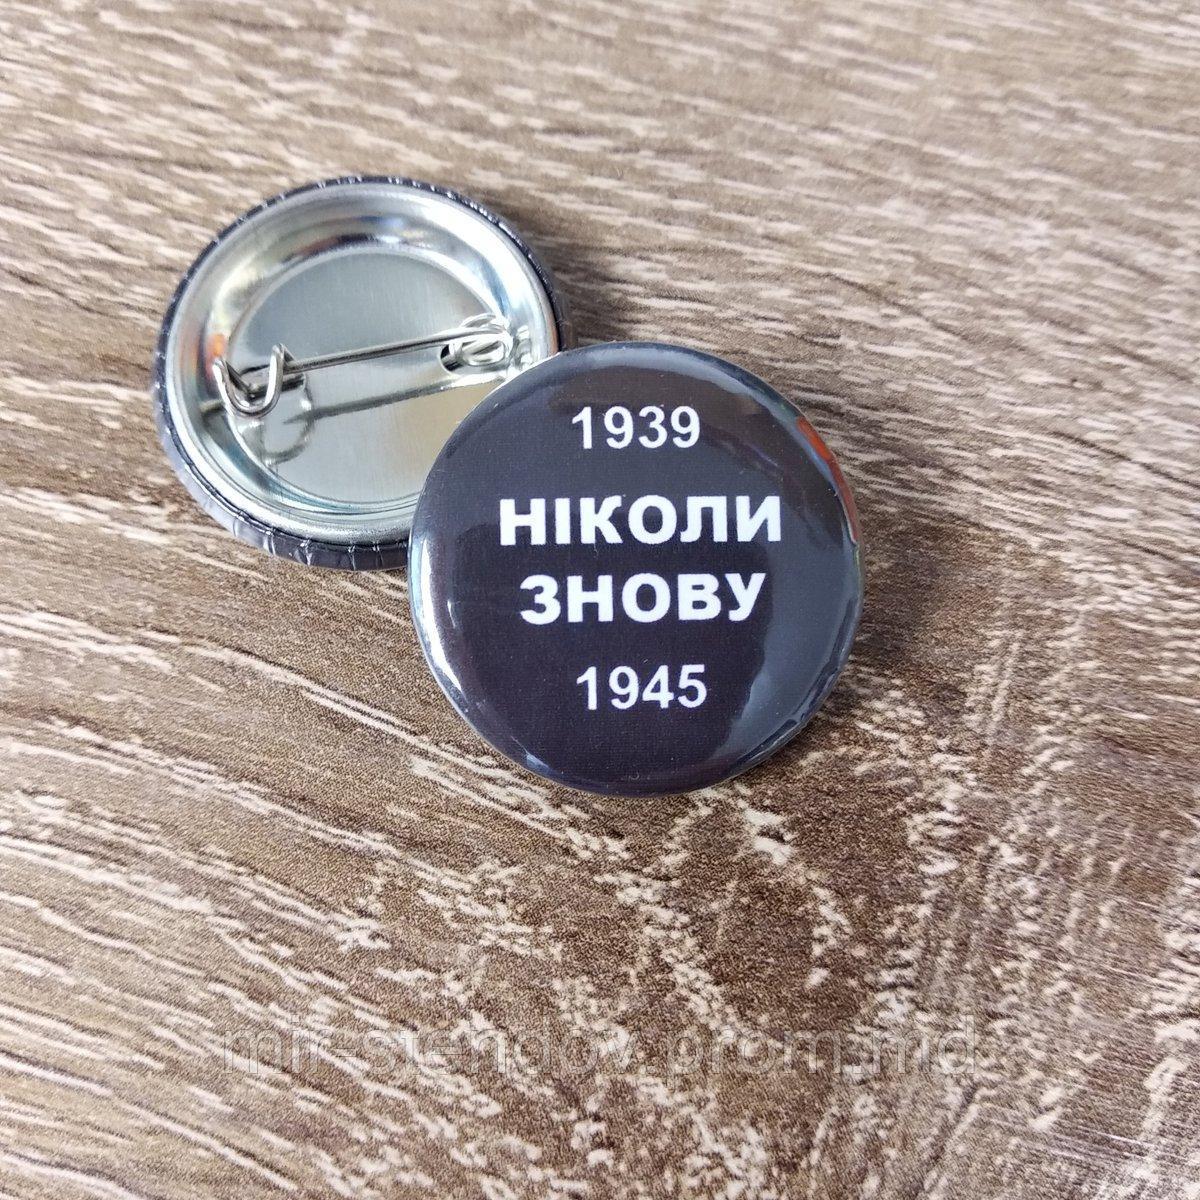 1939
НІКОЛИ
ЗНОВУ
1945
mir-stendov.prom.md